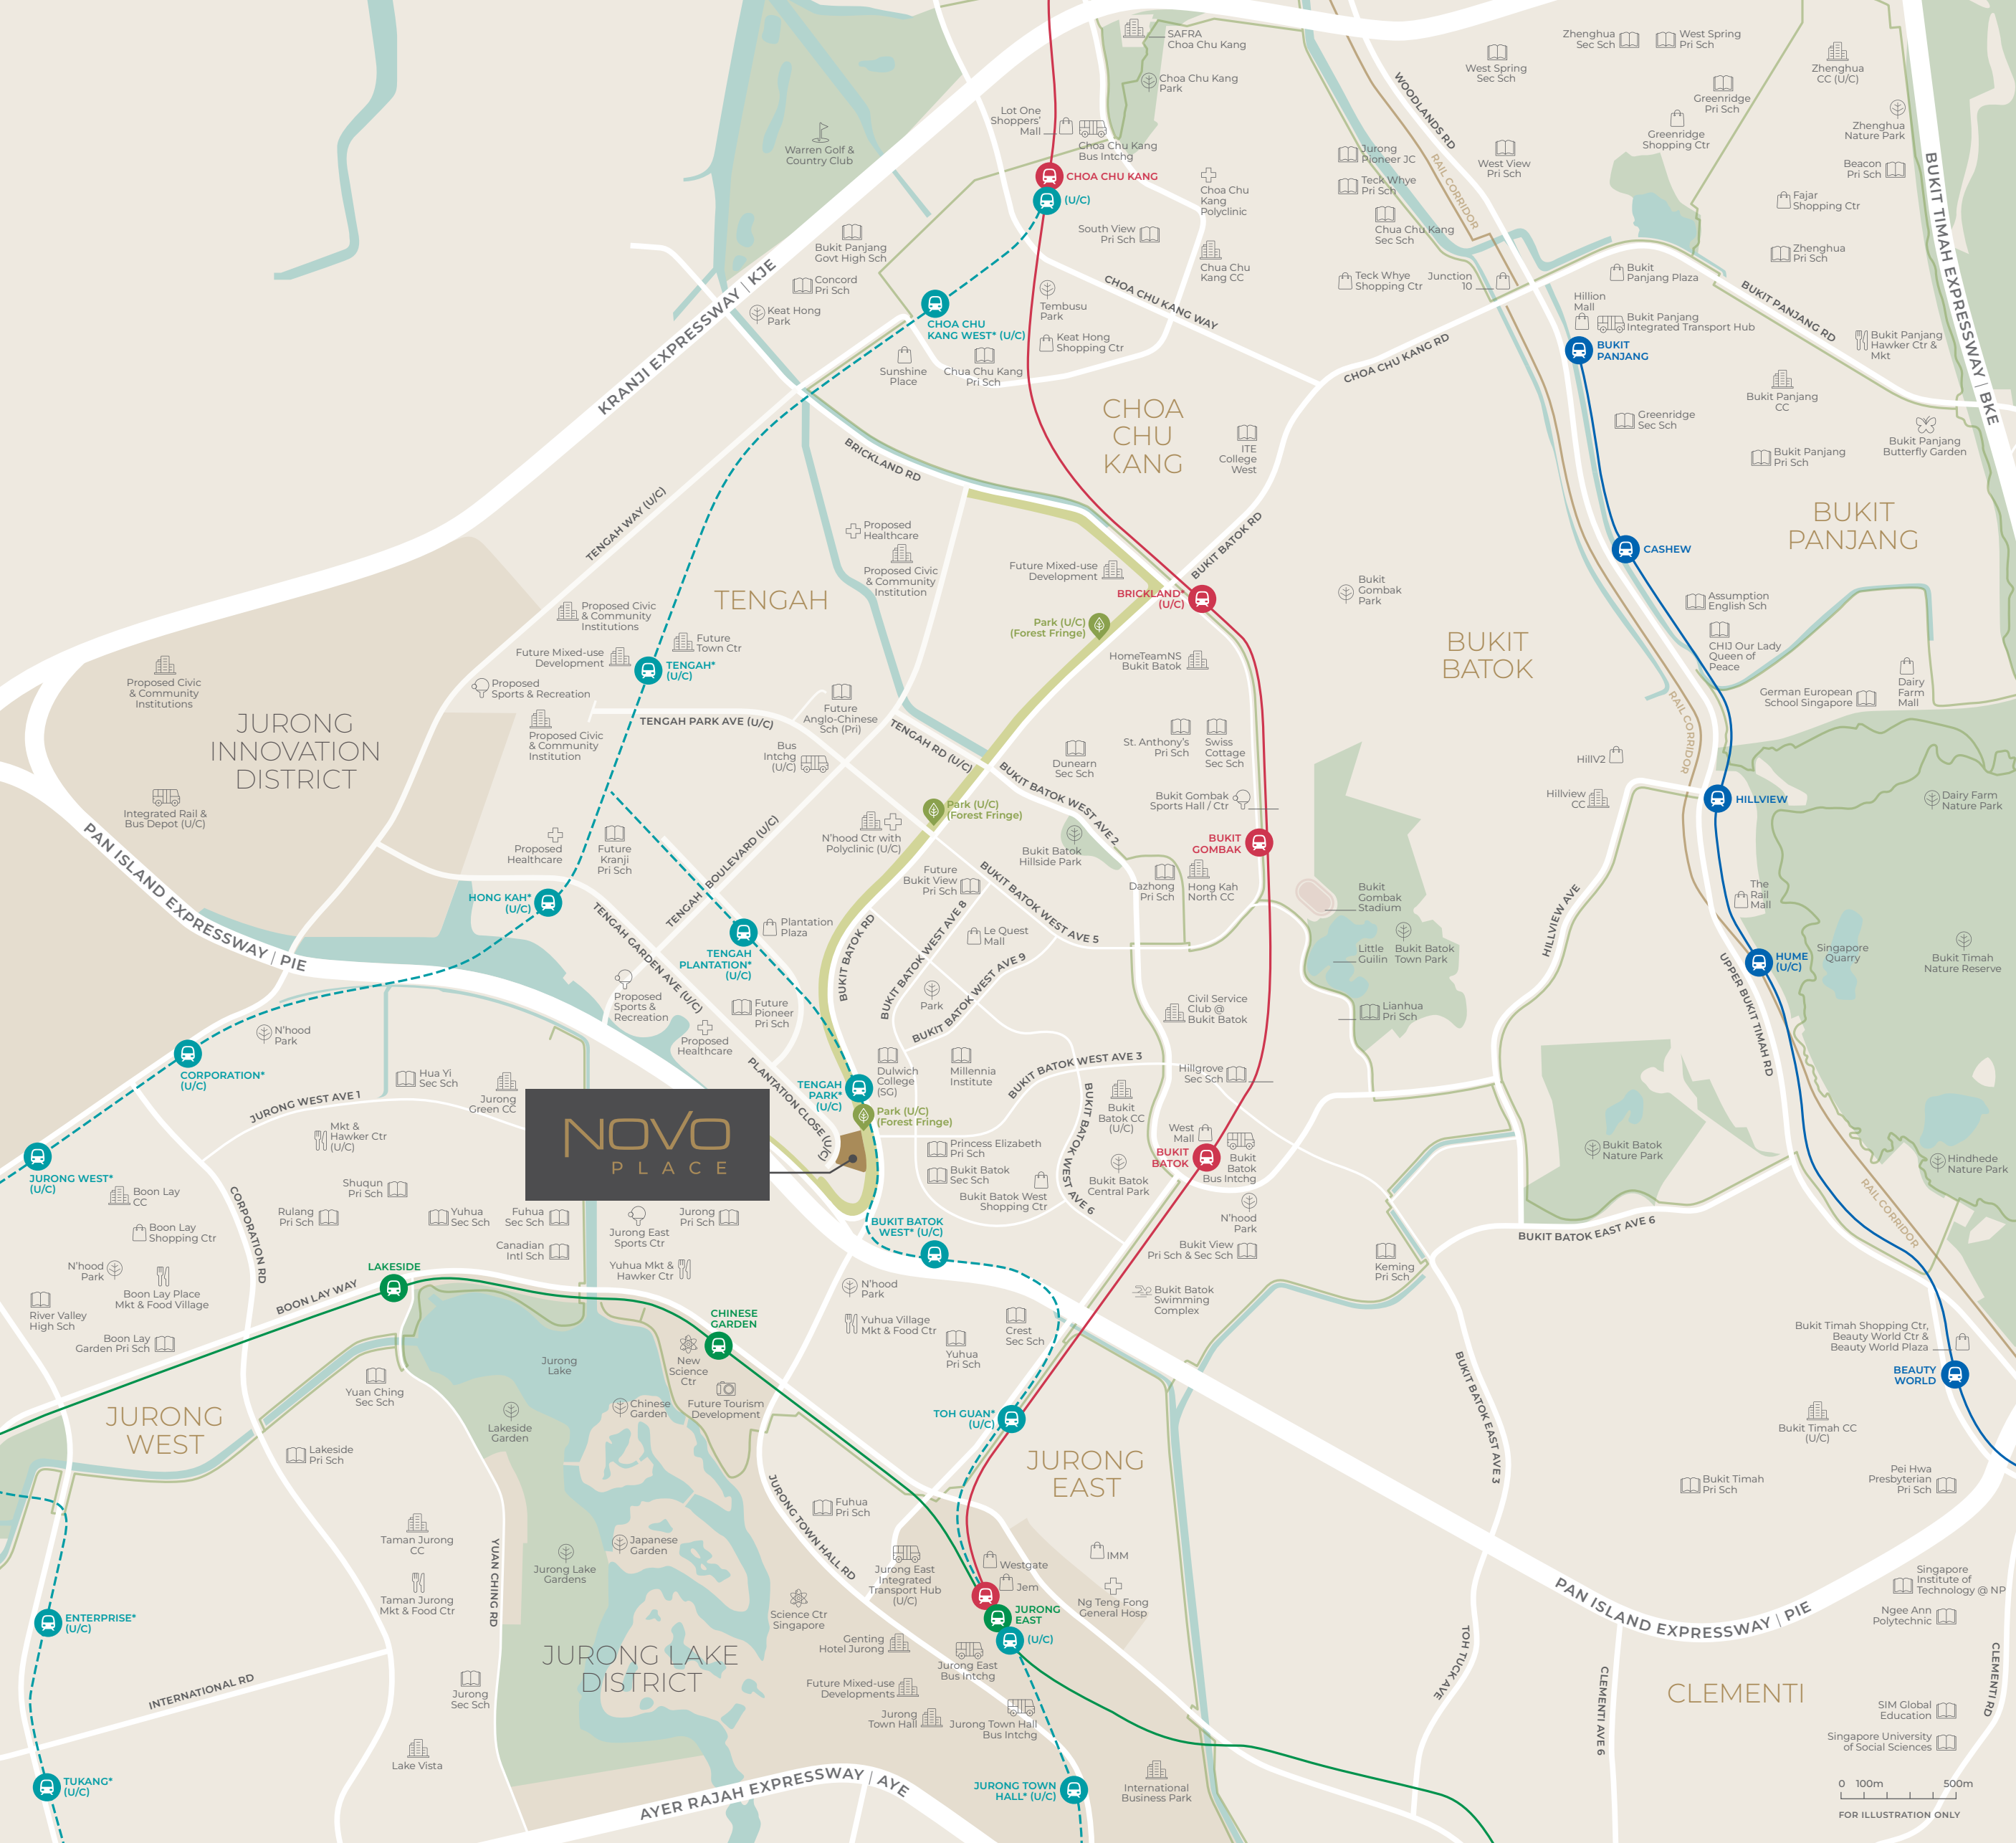 SAFRA
Choa Chu Kang
Choa Chu Kang
Park
Lot One
Shoppers'
Mall
Choa Chu Kang
Bus Intchg
CHOA CHU KANG
(U/C)
Choa Chu
Kang
Polyclinic
South View
Pri Sch
Chua Chu
Kang CC
CHOA CHU KANG WAY
Tembusu
Park
Keat Hong
Shopping Ctr
Warren Golf &
Country Club
Bukit Panjang
Govt High Sch
Concord
Pri Sch
Keat Hong
Park
KRANJI EXPRESSWAY | KJE
CHOA CHU
KANG WEST* (U/C)
Sunshine
Place
Chua Chu Kang
Pri Sch
BRICKLAND RD
CHOA
CHU
KANG
ITE
College
West
WOODLANDS RD
RAIL CORRIDOR
Jurong
Pioneer JC
Teck Whye
Pri Sch
Chua Chu Kang
Sec Sch
Teck Whye
Shopping Ctr
Junction
10
CHOA CHU KANG RD
West Spring
Sec Sch
Zhenghua
Sec Sch
West Spring
Pri Sch
Zhenghua
CC (U/C)
Greenridge
Pri Sch
Greenridge
Shopping Ctr
Zhenghua
Nature Park
West View
Pri Sch
Beacon
Pri Sch
Fajar
Shopping Ctr
Zhenghua
Pri Sch
BUKIT TIMAH EXPRESSWAY | BKE
Bukit
Panjang Plaza
Hillion
Mall
Bukit Panjang
Integrated Transport Hub
BUKIT PANJANG RD
BUKIT
PANJANG
Bukit Panjang
Hawker Ctr &
Mkt
Bukit Panjang
CC
Greenridge
Sec Sch
Bukit Panjang
Butterfly Garden
Bukit Panjang
Pri Sch
BUKIT
PANJANG
CASHEW
Assumption
English Sch
CHIJ Our Lady
Queen of
Peace
German European
School Singapore
Dairy
Farm
Mall
RAIL CORRIDOR
HillV2
Hillview
CC
HILLVIEW
Dairy Farm
Nature Park
The
Rail
Mall
HILLVIEW AVE
HUME
(U/C)
Singapore
Quarry
Bukit Timah
Nature Reserve
UPPER BUKIT TIMAH RD
TENGAH WAY (U/C)
Proposed
Healthcare
Proposed Civic
& Community
Institution
TENGAH
Future Mixed-use
Development
BUKIT BATOK RD
BRICKLAND*
(U/C)
Park (U/C)
(Forest Fringe)
HomeTeamNS
Bukit Batok
Bukit
Gombak
Park
BUKIT
BATOK
Proposed Civic
& Community
Institutions
Future
Town Ctr
Future Mixed-use
Development
TENGAH*
(U/C)
Proposed
Sports & Recreation
Proposed Civic
& Community
Institution
TENGAH PARK AVE (U/C)
Future
Anglo-Chinese
Sch (Pri)
Bus
Intchg
(U/C)
TENGAH RD (U/C)
BUKIT BATOK WEST AVE 2
Dunearn
Sec Sch
St. Anthony's
Pri Sch
Swiss
Cottage
Sec Sch
Bukit Gombak
Sports Hall / Ctr
BUKIT
GOMBAK
Proposed Civic
& Community
Institutions
JURONG
INNOVATION
DISTRICT
Integrated Rail &
Bus Depot (U/C)
PAN ISLAND EXPRESSWAY | PIE
Proposed
Healthcare
Future
Kranji
Pri Sch
HONG KAH*
(U/C)
TENGAH BOULEVARD (U/C)
TENGAH GARDEN AVE (U/C)
Park (U/C)
(Forest Fringe)
N'hood Ctr with
Polyclinic (U/C)
Bukit Batok
Hillside Park
Future
Bukit View
Pri Sch
BUKIT BATOK WEST AVE 5
Dazhong
Pri Sch
Hong Kah
North CC
Bukit
Gombak
Stadium
Little
Guilin
Bukit Batok
Town Park
Lianhua
Pri Sch
Plantation
Plaza
TENGAH
PLANTATION*
(U/C)
BUKIT BATOK RD
BUKIT BATOK WEST AVE 8
Le Quest
Mall
BUKIT BATOK WEST AVE 9
Park
Proposed
Sports &
Recreation
Future
Pioneer
Pri Sch
Proposed
Healthcare
PLANTATION CLOSE (U/C)
Civil Service
Club @
Bukit Batok
Dulwich
College
(SG)
Millennia
Institute
BUKIT BATOK WEST AVE 3
Hillgrove
Sec Sch
TENGAH
PARK*
(U/C)
Park (U/C)
(Forest Fringe)
BUKIT BATOK WEST AVE 6
Bukit
Batok CC
(U/C)
West
Mall
BUKIT
BATOK
Bukit
Batok
Bus Intchg
Princess Elizabeth
Pri Sch
Bukit Batok
Sec Sch
Bukit Batok West
Shopping Ctr
Bukit Batok
Central Park
N'hood
Park
Bukit View
Pri Sch & Sec Sch
Bukit Batok
Swimming
Complex
Keming
Pri Sch
Bukit Batok
Nature Park
Hindhede
Nature Park
RAIL CORRIDOR
BUKIT BATOK EAST AVE 6
N'hood
Park
CORPORATION*
(U/C)
Hua Yi
Sec Sch
Jurong
Green CC
JURONG WEST AVE 1
Mkt &
Hawker Ctr
(U/C)
NOVO
PLACE
JURONG WEST*
(U/C)
Boon Lay
CC
Boon Lay
Shopping Ctr
N'hood
Park
Boon Lay Place
Mkt & Food Village
River Valley
High Sch
Boon Lay
Garden Pri Sch
CORPORATION RD
Shuqun
Pri Sch
Rulang
Pri Sch
Yuhua
Sec Sch
Fuhua
Sec Sch
Canadian
Intl Sch
Jurong East
Sports Ctr
Jurong
Pri Sch
Yuhua Mkt &
Hawker Ctr
BOON LAY WAY
LAKESIDE
CHINESE
GARDEN
BUKIT BATOK
WEST* (U/C)
N'hood
Park
Yuhua Village
Mkt & Food Ctr
Yuhua
Pri Sch
Crest
Sec Sch
Jurong
Lake
New
Science
Ctr
Chinese
Garden
Future Tourism
Development
Lakeside
Garden
Yuan Ching
Sec Sch
Lakeside
Pri Sch
JURONG
WEST
TOH GUAN*
(U/C)
JURONG
EAST
BUKIT BATOK EAST AVE 3
Bukit Timah Shopping Ctr,
Beauty World Ctr &
Beauty World Plaza
BEAUTY
WORLD
Bukit Timah CC
(U/C)
Bukit Timah
Pri Sch
Pei Hwa
Presbyterian
Pri Sch
JURONG TOWN HALL RD
Fuhua
Pri Sch
Taman Jurong
CC
Taman Jurong
Mkt & Food Ctr
YUAN CHING RD
Jurong Lake
Gardens
Japanese
Garden
Science Ctr
Singapore
Jurong East
Integrated
Transport Hub
(U/C)
Westgate
Jem
IMM
Ng Teng Fong
General Hosp
JURONG
EAST
(U/C)
Genting
Hotel Jurong
Jurong East
Bus Intchg
Future Mixed-use
Developments
Jurong
Town Hall
Jurong Town Hall
Bus Intchg
JURONG LAKE
DISTRICT
ENTERPRISE*
(U/C)
TUKANG*
(U/C)
INTERNATIONAL RD
Jurong
Sec Sch
Lake Vista
AYER RAJAH EXPRESSWAY | AYE
JURONG TOWN
HALL* (U/C)
International
Business Park
TOH TUCK AVE
CLEMENTI AVE 6
PAN ISLAND EXPRESSWAY | PIE
CLEMENTI
Singapore
Institute of
Technology @ NP
Ngee Ann
Polytechnic
CLEMENTI RD
SIM Global
Education
Singapore University
of Social Sciences
0 100m 500m
FOR ILLUSTRATION ONLY